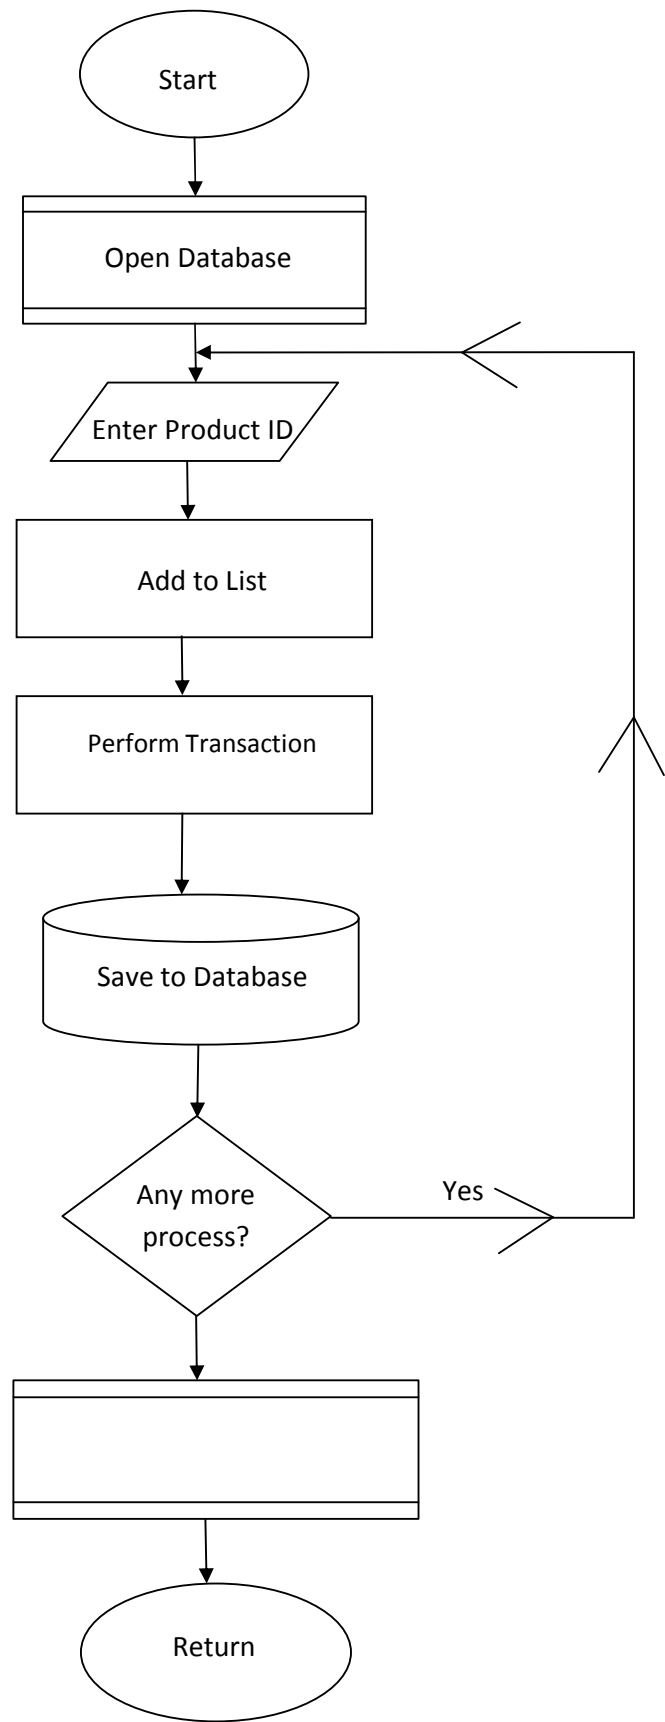 Start
Open Database
Enter Product ID
Add to List
Perform Transaction
Save to Database
Any more
process?
Yes
Return